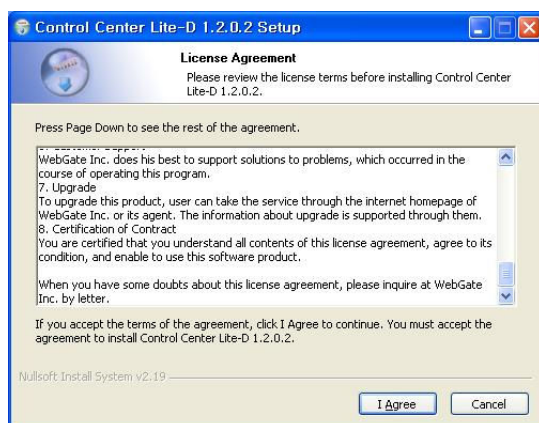 Control Center Lite-D 1.2.0.2 Setup
License Agreement
Please review the license terms before installing Control Center
Lite-D 1.2.0.2.
Press Page Down to see the rest of the agreement.
WebGate Inc. does his best to support solutions to problems, which occurred in the
course of operating this program.
7. Upgrade
To upgrade this product, user can take the service through the internet homepage of
WebGate Inc. or its agent. The information about upgrade is supported through them.
8. Certification of Contract
You are certified that you understand all contents of this license agreement, agree to its
condition, and enable to use this software product.
When you have some doubts about this license agreement, please inquire at WebGate
Inc. by letter.
If you accept the terms of the agreement, click I Agree to continue. You must accept the
agreement to install Control Center Lite-D 1.2.0.2.
Nullsoft Install System v2.19
I Agree
Cancel